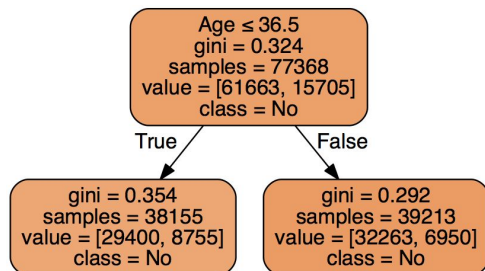 Age ≤ 36.5
gini = 0.324
samples = 77368
value = [61663, 15705]
class = No
True
False
gini = 0.354
samples = 38155
value = [29400, 8755]
class = No
gini = 0.292
samples = 39213
value = [32263, 6950]
class = No